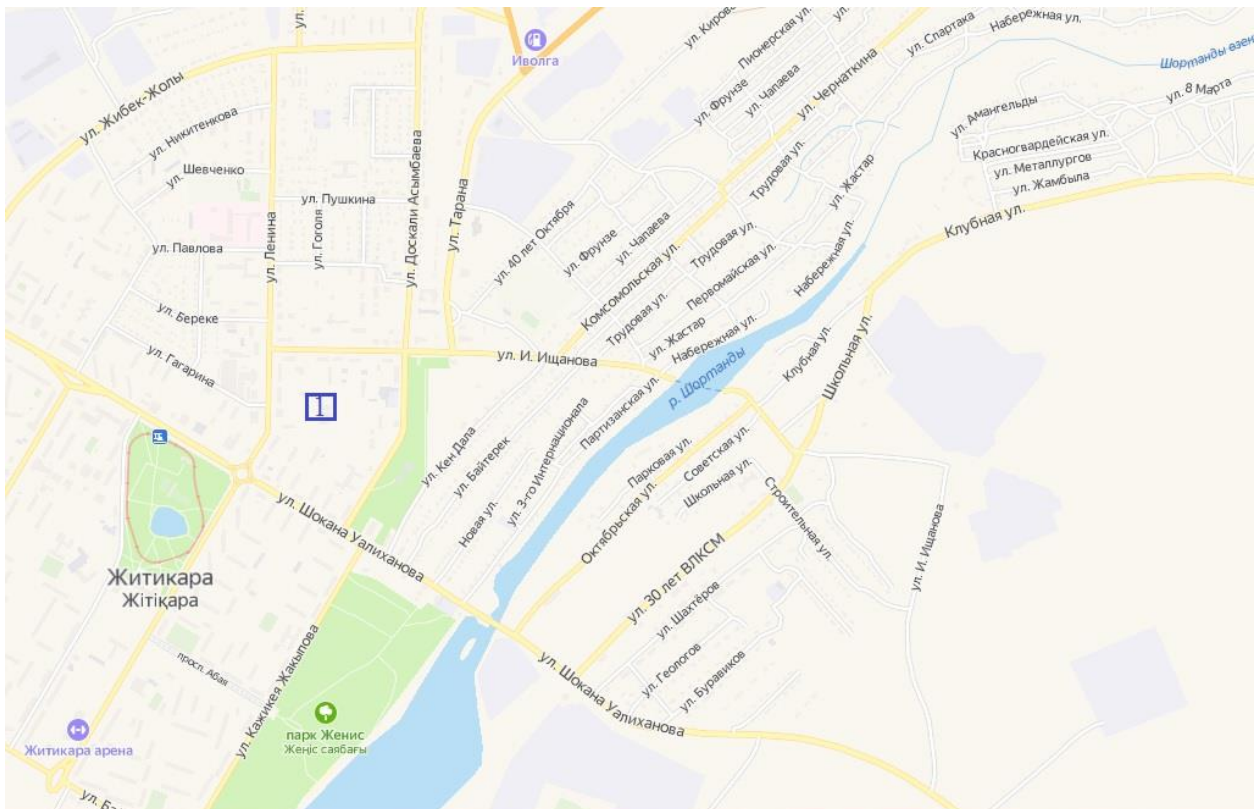 ул.
ул. Кирово
Пионерская ул.
ул.
ул. Спартака
Набережная ул.
Иволга
Шортанды өзен
ул. Жибек-Жолы
ул. Никитенкова
ул. Фрунзе
ул. Чапаева
ул. Чернаткина
ул. 8 Марта
ул. Амангельды
Красногвардейская ул.
ул. Металлургов
ул. Жамбыла
ул. Шевченко
ул. Доскали Асымбаева
ул. Тарана
Трудовая ул.
ул. Жастар
ул. Пушкина
ул. Гоголя
ул. Ленина
ул. Павлова
ул. 40 лет Октября
ул. Фрунзе
ул. Чапаева
Трудовая ул.
Клубная ул.
Комсомольская ул.
Первомайская ул.
Набережная ул.
ул. Береке
Трудовая ул.
ул. Жастар
Набережная ул.
ул. Гагарина
ул. И. Ищанова
р. Шортанды
Клубная ул.
Школьная ул.
1
Партизанская ул.
ул. Кен Дала
ул. Байтерек
ул. 3-го Интернационала
Новая ул.
Парковая ул.
Советская ул.
Школьная ул.
Октябрьская ул.
Строительная ул.
ул. И. Ищанова
ул. Шокана Уалиханова
Житикара
Жітіқара
ул. 30 лет ВЛКСМ
ул. Шахтёров
ул. Геологов
ул. Буравиков
ул. Шокана Уалиханова
просп. Абая
ул. Кажикея Жакыпова
парк Женис
Жеңіс саябағы
Житикара арена
ул. Ба